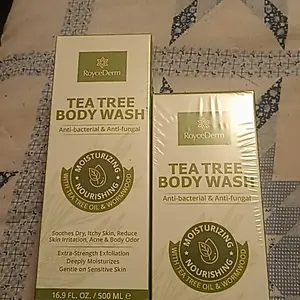 RoyceDerm
TEA TREE
BODY WASH
Anti-bacterial & Anti-fungal
MOISTURIZING
WITH TEA TREE OIL & WORMWOOD
NOURISHING
Soothes Dry, Itchy Skin, Reduce
Skin Irritation, Acne & Body Odor
Extra-Strength Exfoliation
Deeply Moisturizes
Gentle on Sensitive Skin
16.9 FL. OZ. / 500 ML
RoyceDerm
TEA TREE
BODY WASH
Anti-bacterial & Anti-fungal
MOISTURIZING
WITH TEA TREE OIL & WORMWOOD
NOURISHING